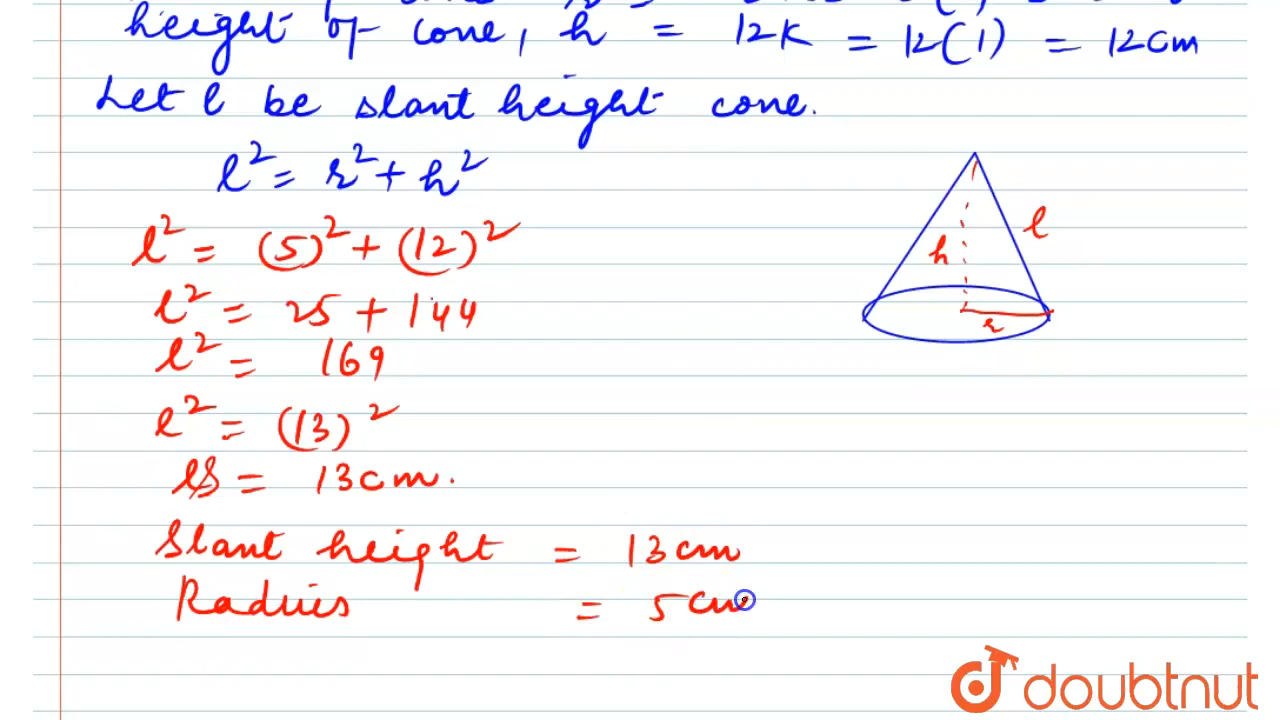 height of cone, h = 12K = 12(1) = 12cm
Let l be slant height cone.
l² = r² + h²
l² = (5)² + (12)²
l² = 25 + 144
l² = 169
l² = (13)²
= 13cm.
Slant height = 13cm
Radius = 5cm
h
l
r
doubtnut